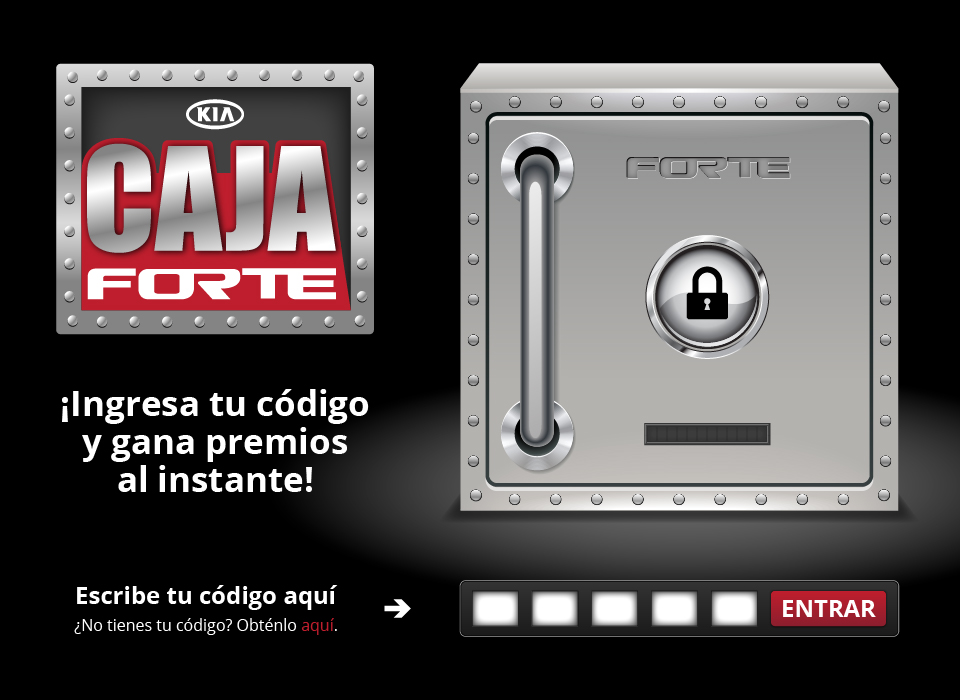 KIA
CAJA
FORTE
FORTE
¡Ingresa tu código
y gana premios
al instante!
Escribe tu código aquí
¿No tienes tu código? Obténlo aquí.
➔
ENTRAR